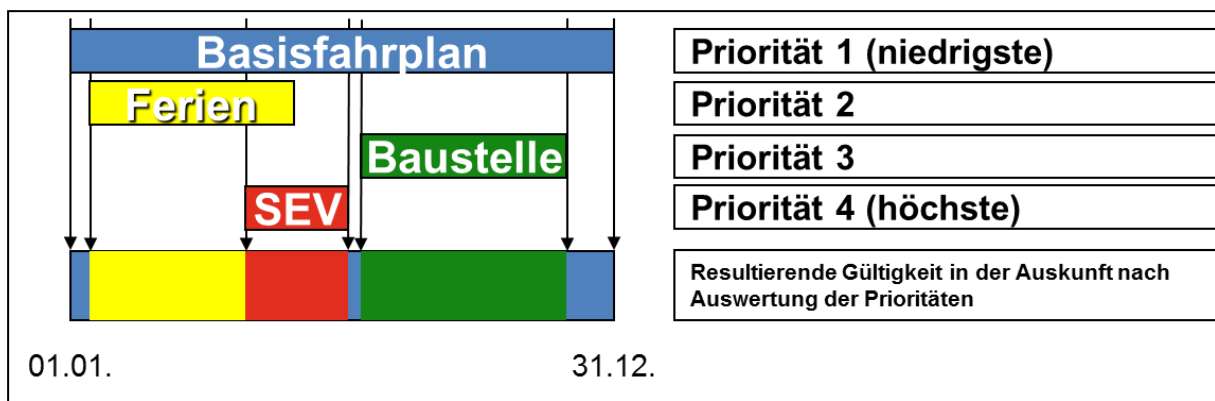 Basisfahrplan
Priorität 1 (niedrigste)
Ferien
Priorität 2
Baustelle
Priorität 3
SEV
Priorität 4 (höchste)
Resultierende Gültigkeit in der Auskunft nach
Auswertung der Prioritäten
01.01.
31.12.